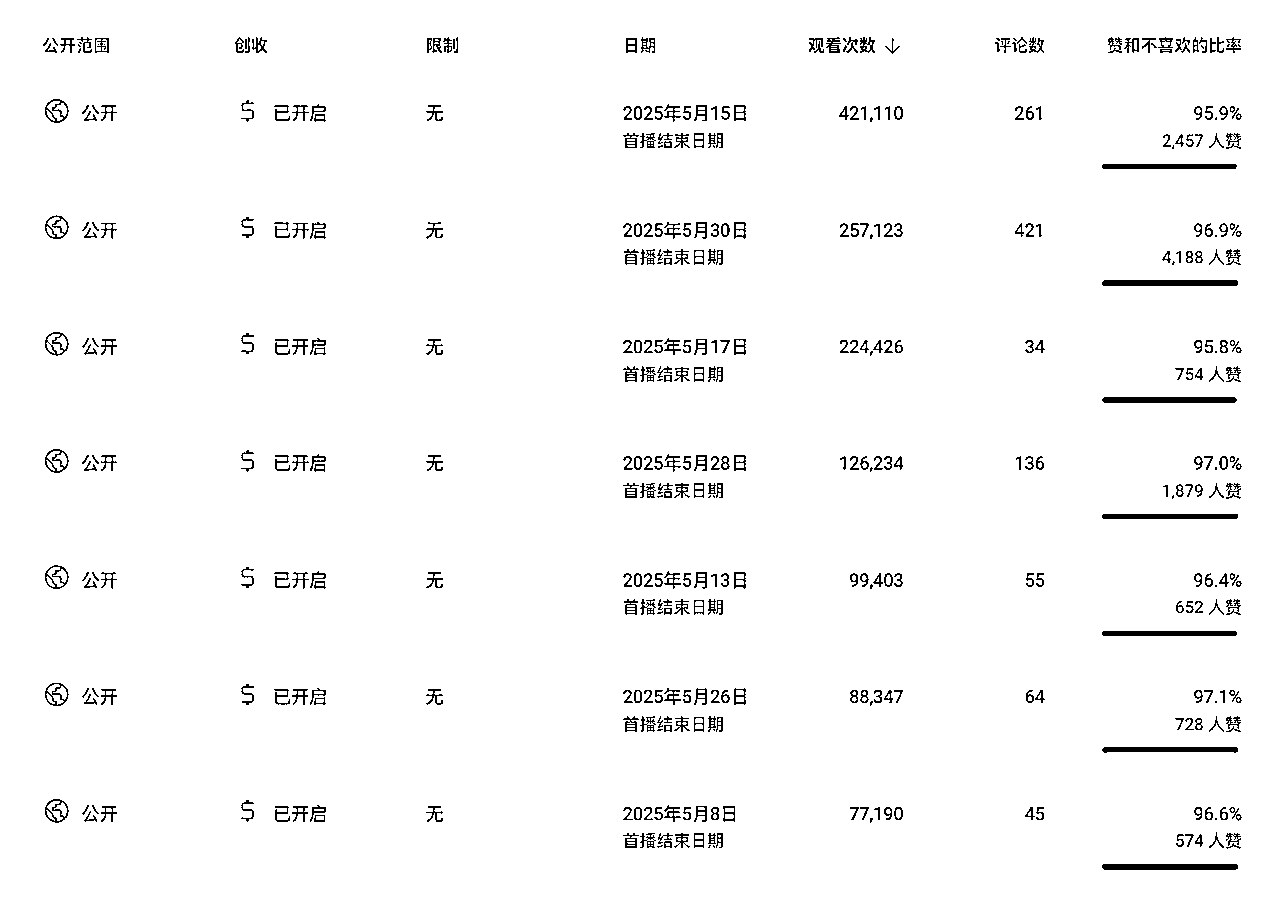 公开范围 创收 限制 日期 观看次数 ↓ 评论数 赞和不喜欢的比率
公开 已开启 无 2025年5月15日 421,110 261 95.9%
首播结束日期 2,457 人赞
公开 已开启 无 2025年5月30日 257,123 421 96.9%
首播结束日期 4,188 人赞
公开 已开启 无 2025年5月17日 224,426 34 95.8%
首播结束日期 754 人赞
公开 已开启 无 2025年5月28日 126,234 136 97.0%
首播结束日期 1,879 人赞
公开 已开启 无 2025年5月13日 99,403 55 96.4%
首播结束日期 652 人赞
公开 已开启 无 2025年5月26日 88,347 64 97.1%
首播结束日期 728 人赞
公开 已开启 无 2025年5月8日 77,190 45 96.6%
首播结束日期 574 人赞